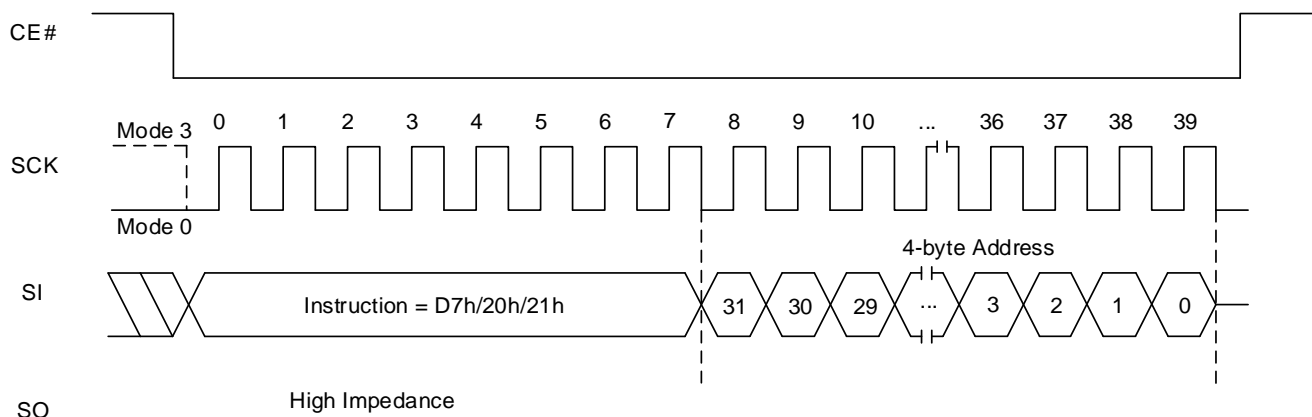 CE#
0 1 2 3 4 5 6 7 8 9 10 ... 36 37 38 39
Mode 3
SCK
Mode 0
4-byte Address
SI
Instruction = D7h/20h/21h 31 30 29 ... 3 2 1 0
High Impedance
SO